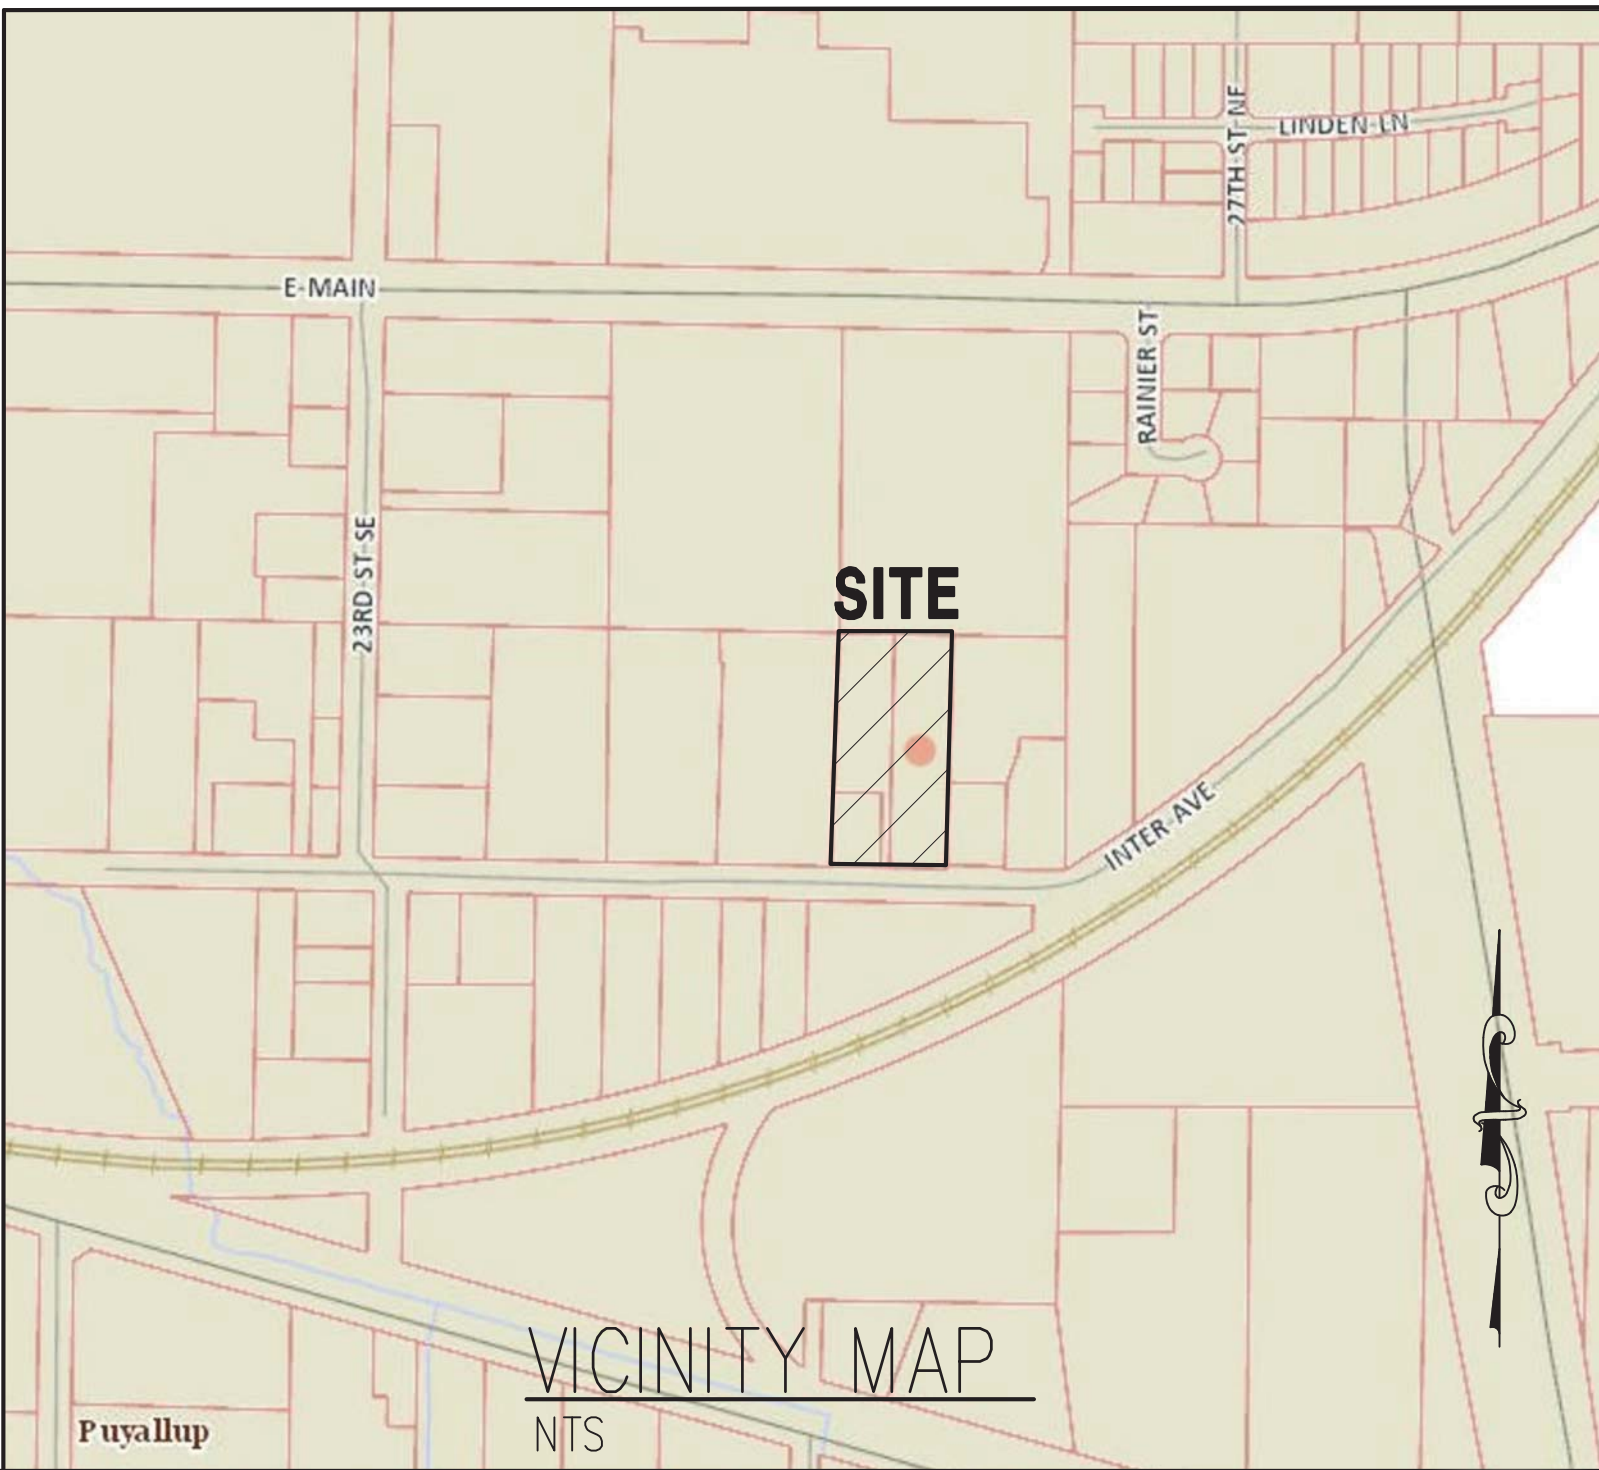 27TH ST NE
LINDEN LN
E MAIN
RAINIER ST
23RD ST SE
SITE
INTER AVE
VICINITY MAP
NTS
Puyallup